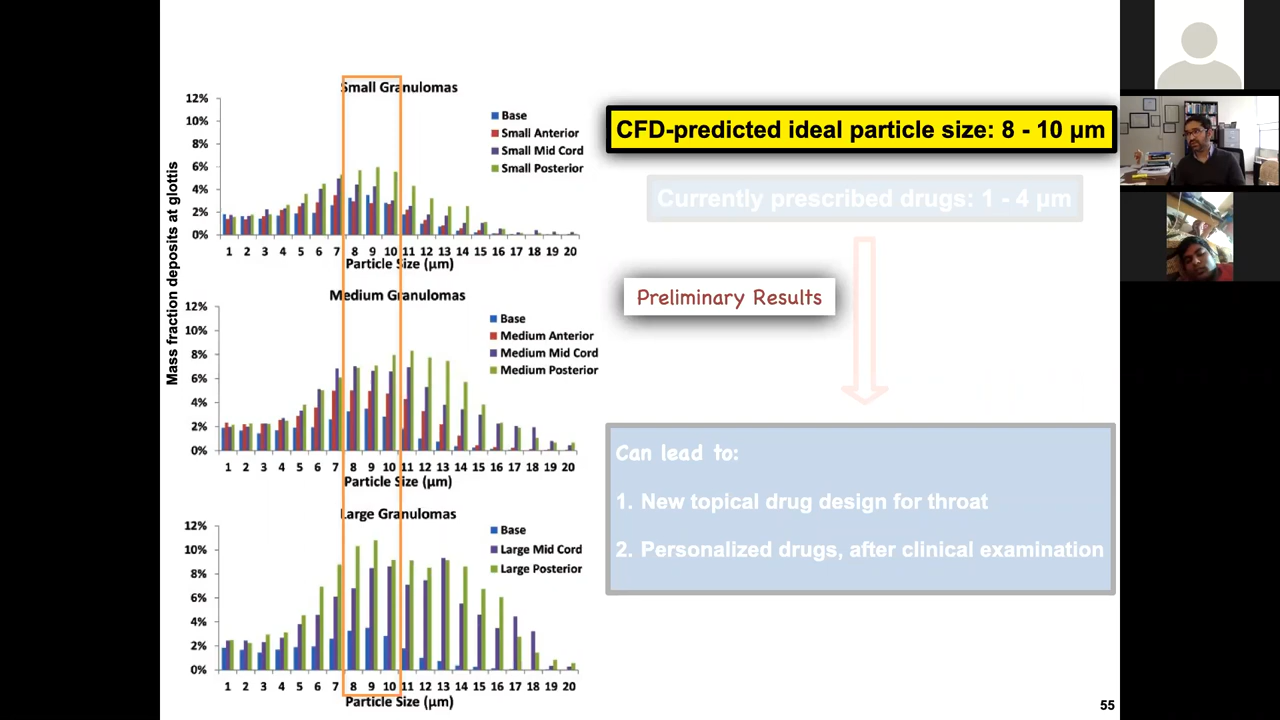 Mass fraction deposits at glottis
Small Granulomas
12%
10%
8%
6%
4%
2%
0%
Base
Small Anterior
Small Mid Cord
Small Posterior
1 2 3 4 5 6 7 8 9 10 11 12 13 14 15 16 17 18 19 20
Particle Size (µm)
Medium Granulomas
12%
10%
8%
6%
4%
2%
0%
Base
Medium Anterior
Medium Mid Cord
Medium Posterior
1 2 3 4 5 6 7 8 9 10 11 12 13 14 15 16 17 18 19 20
Particle Size (µm)
Large Granulomas
12%
10%
8%
6%
4%
2%
0%
Base
Large Mid Cord
Large Posterior
1 2 3 4 5 6 7 8 9 10 11 12 13 14 15 16 17 18 19 20
Particle Size (µm)
CFD-predicted ideal particle size: 8 - 10 µm
Currently prescribed drugs: 1 - 4 µm
Preliminary Results
Can lead to:
1. New topical drug design for throat
2. Personalized drugs, after clinical examination
55